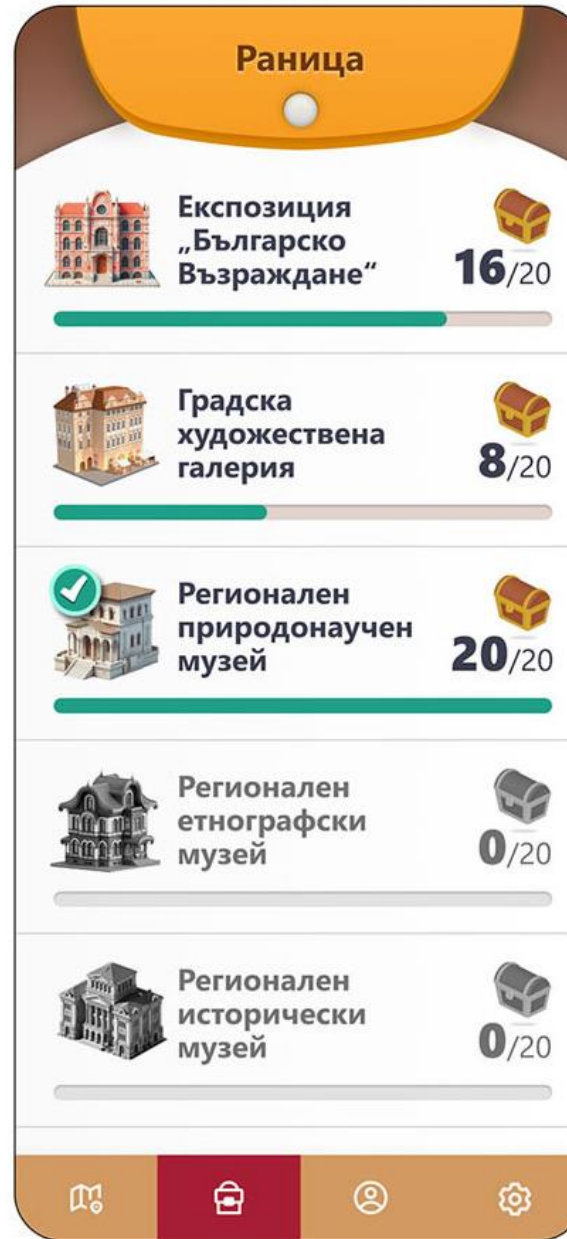 Раница
Експозиция
„Българско
Възраждане“
16/20
Градска
художествена
галерия
8/20
Регионален
природонаучен
музей
20/20
Регионален
етнографски
музей
0/20
Регионален
исторически
музей
0/20